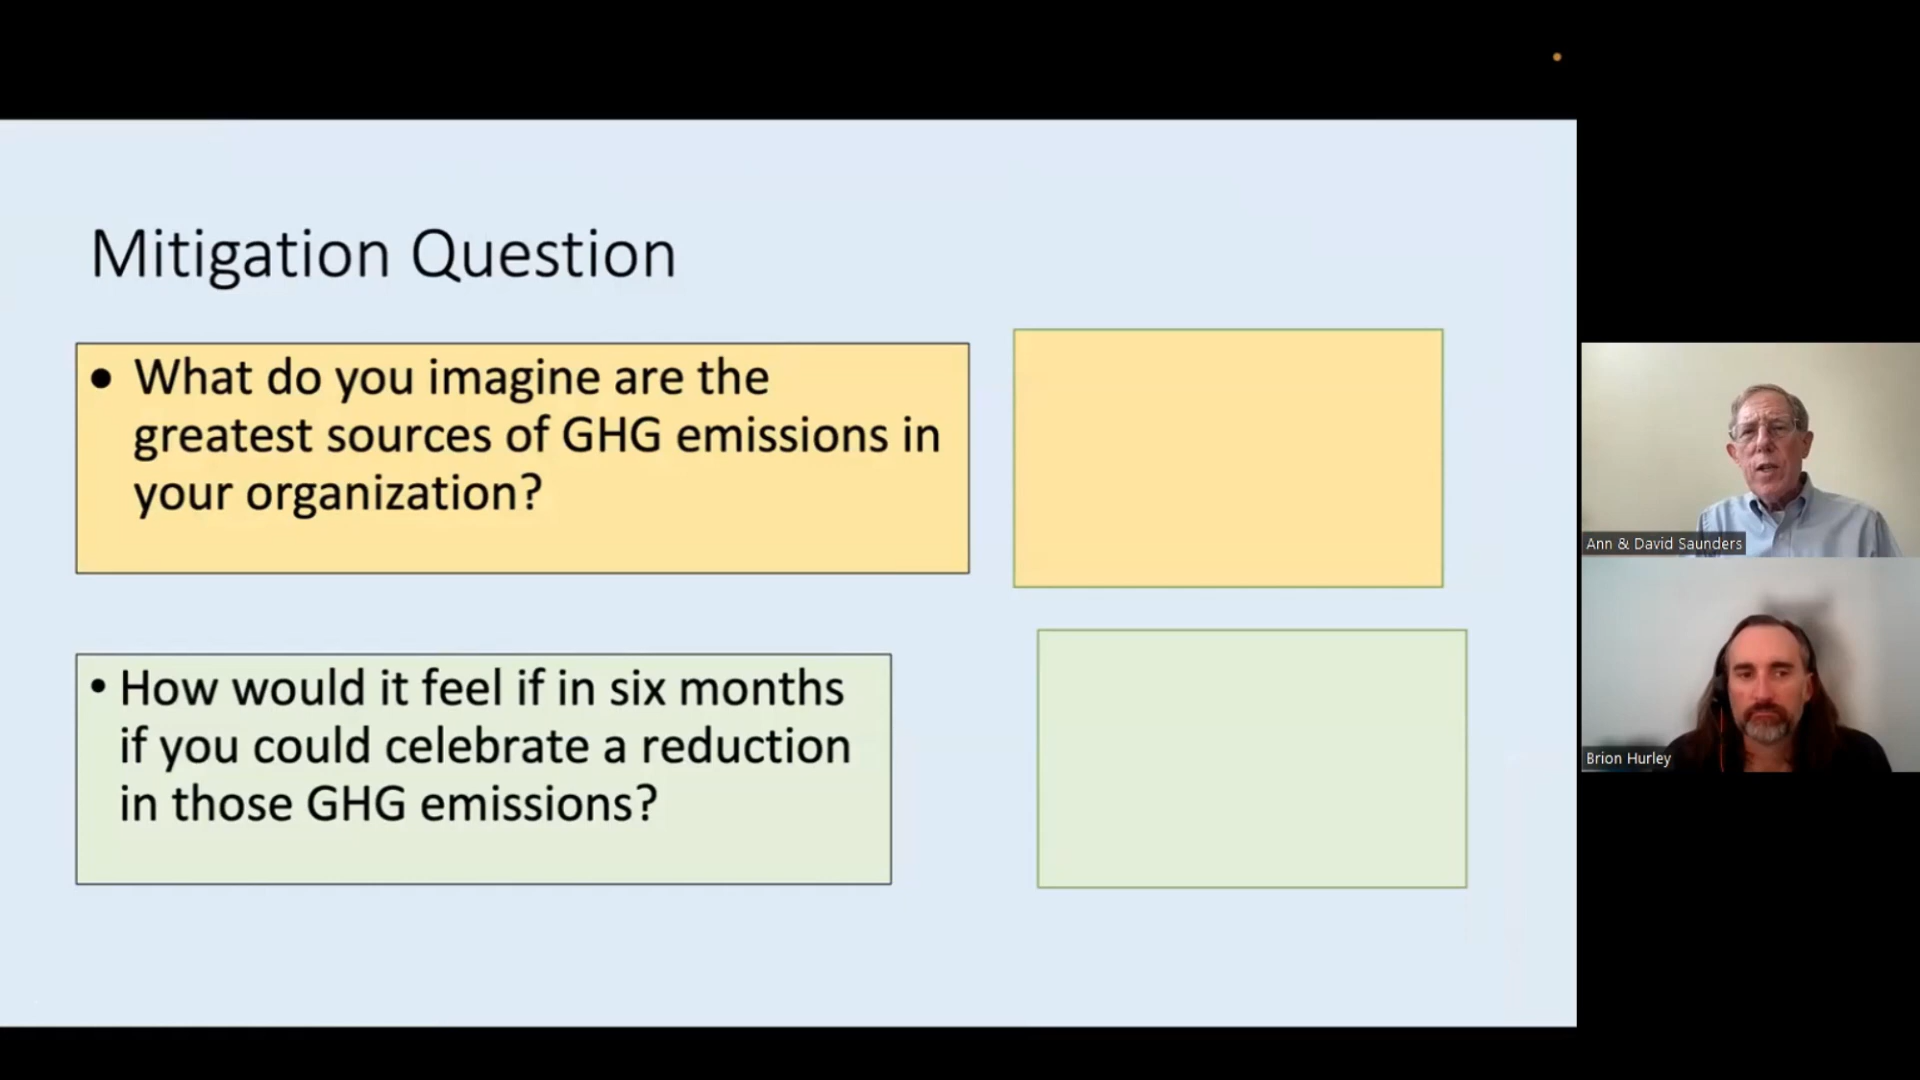 Mitigation Question
• What do you imagine are the
greatest sources of GHG emissions in
your organization?
• How would it feel if in six months
if you could celebrate a reduction
in those GHG emissions?
Ann & David Saunders
Brion Hurley